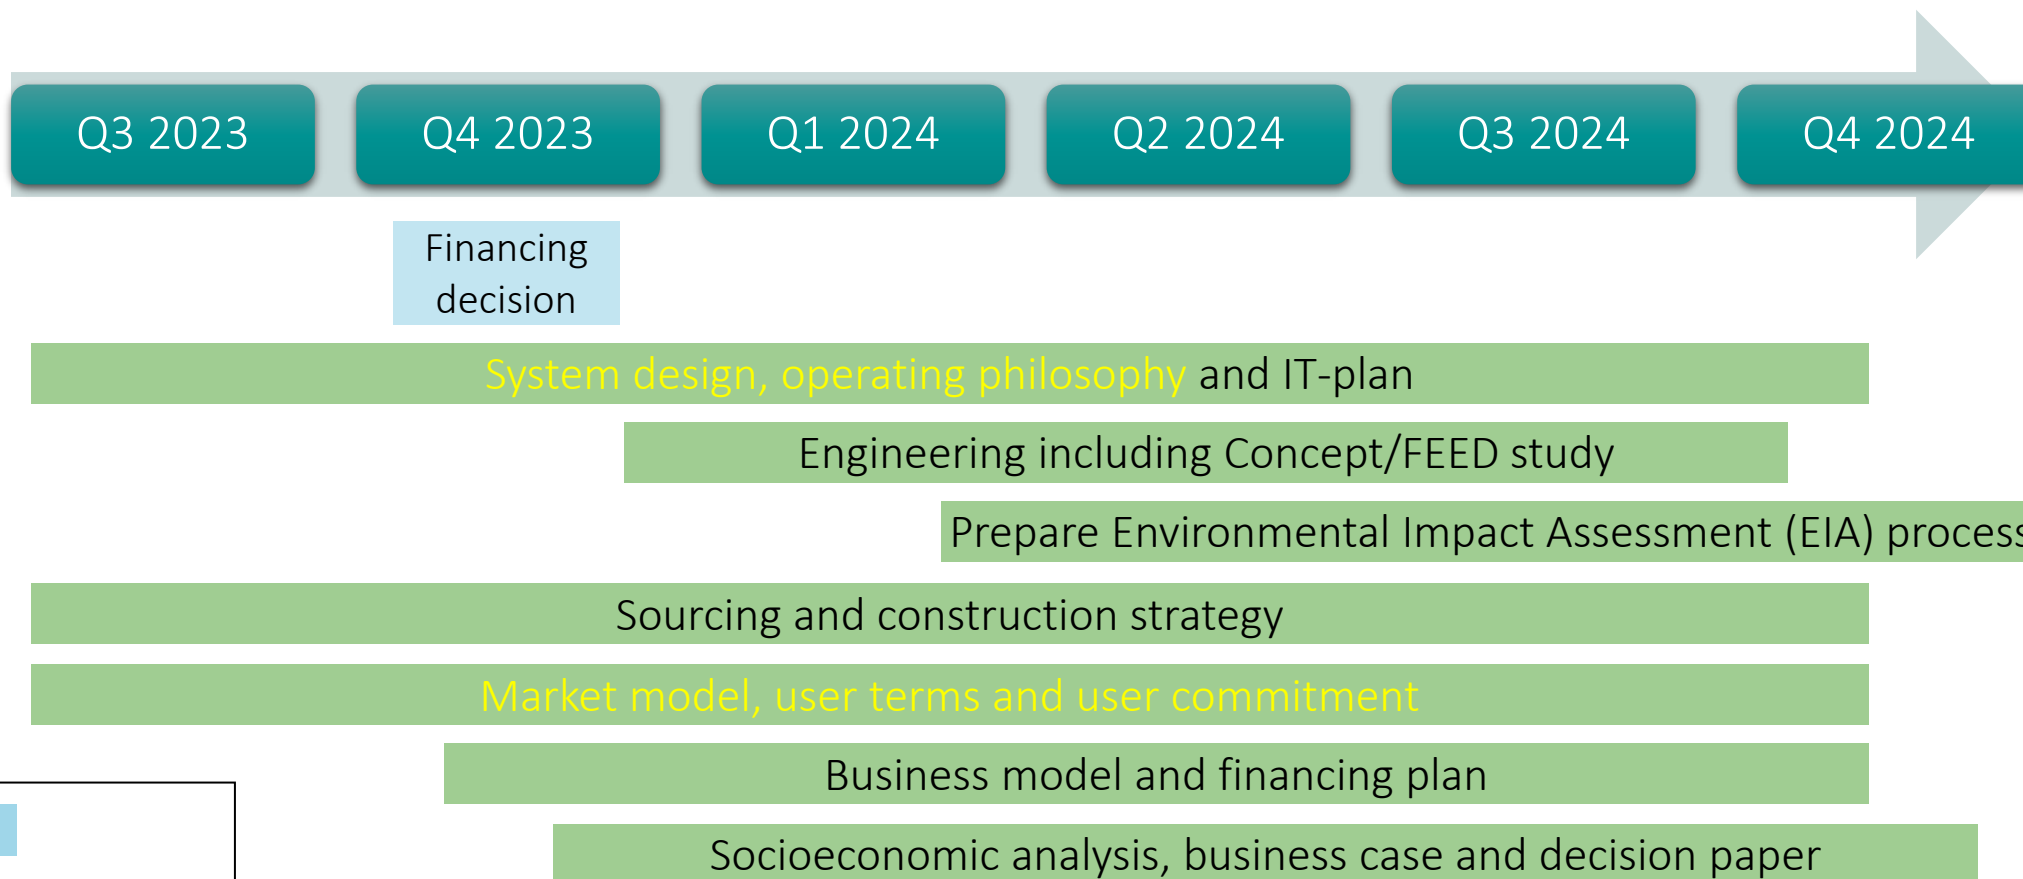 Q3 2023 Q4 2023 Q1 2024 Q2 2024 Q3 2024 Q4 2024
Financing
decision
System design, operating philosophy and IT-plan
Engineering including Concept/FEED study
Prepare Environmental Impact Assessment (EIA) process
Sourcing and construction strategy
Market model, user terms and user commitment
Business model and financing plan
Socioeconomic analysis, business case and decision paper